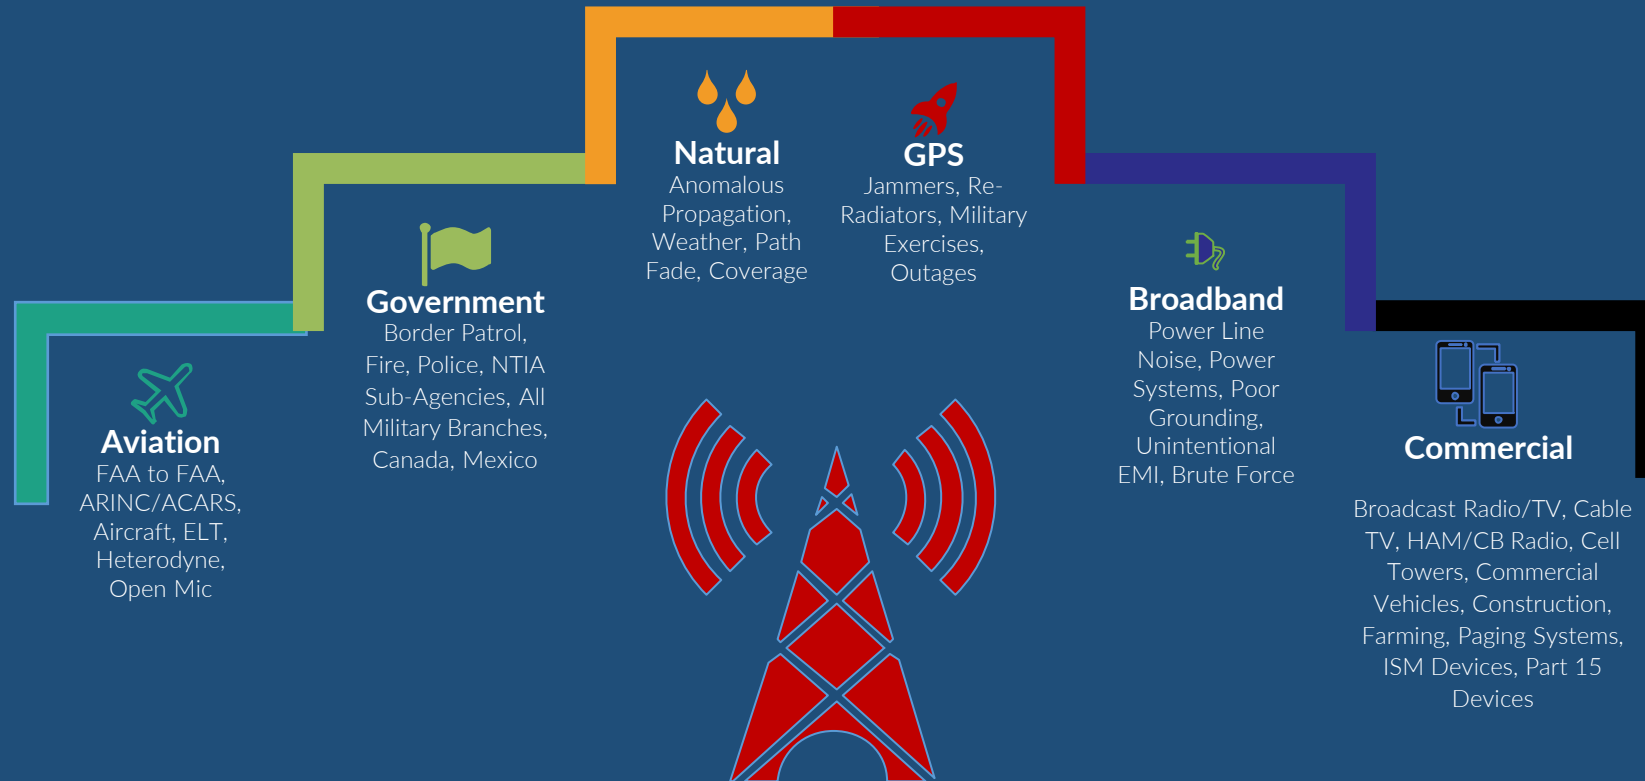 Natural
Anomalous
Propagation,
Weather, Path
Fade, Coverage
GPS
Jammers, Re-
Radiators, Military
Exercises,
Outages
Government
Border Patrol,
Fire, Police, NTIA
Sub-Agencies, All
Military Branches,
Canada, Mexico
Broadband
Power Line
Noise, Power
Systems, Poor
Grounding,
Unintentional
EMI, Brute Force
Aviation
FAA to FAA,
ARINC/ACARS,
Aircraft, ELT,
Heterodyne,
Open Mic
Commercial
Broadcast Radio/TV, Cable
TV, HAM/CB Radio, Cell
Towers, Commercial
Vehicles, Construction,
Farming, Paging Systems,
ISM Devices, Part 15
Devices